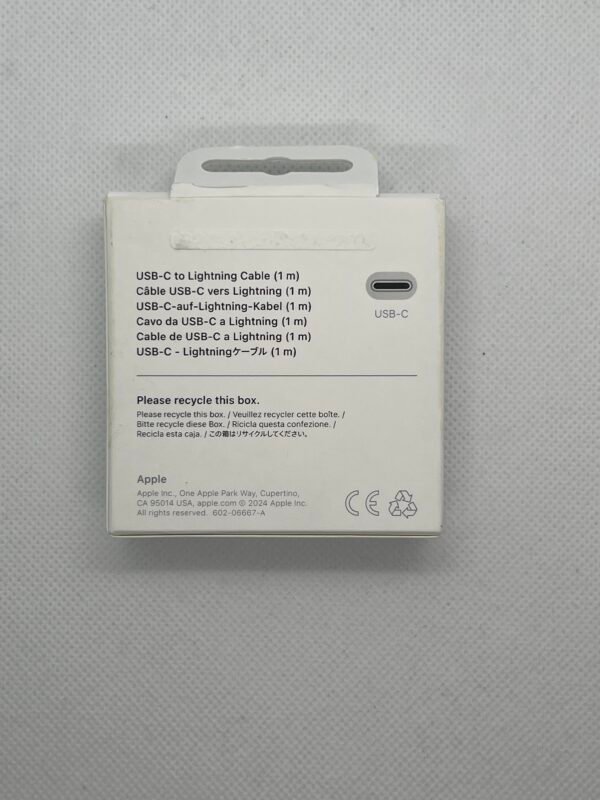 USB-C to Lightning Cable (1 m)
Câble USB-C vers Lightning (1 m)
USB-C-auf-Lightning-Kabel (1 m)
Cavo da USB-C a Lightning (1 m)
Cable de USB-C a Lightning (1 m)
USB-C - Lightningケーブル (1 m)
USB-C
Please recycle this box.
Please recycle this box. / Veuillez recycler cette boîte. /
Bitte recycle diese Box. / Ricicla questa confezione. /
Recicla esta caja. / この箱はリサイクルしてください。
Apple
Apple Inc., One Apple Park Way, Cupertino,
CA 95014 USA, apple.com © 2024 Apple Inc.
All rights reserved. 602-06667-A
CE